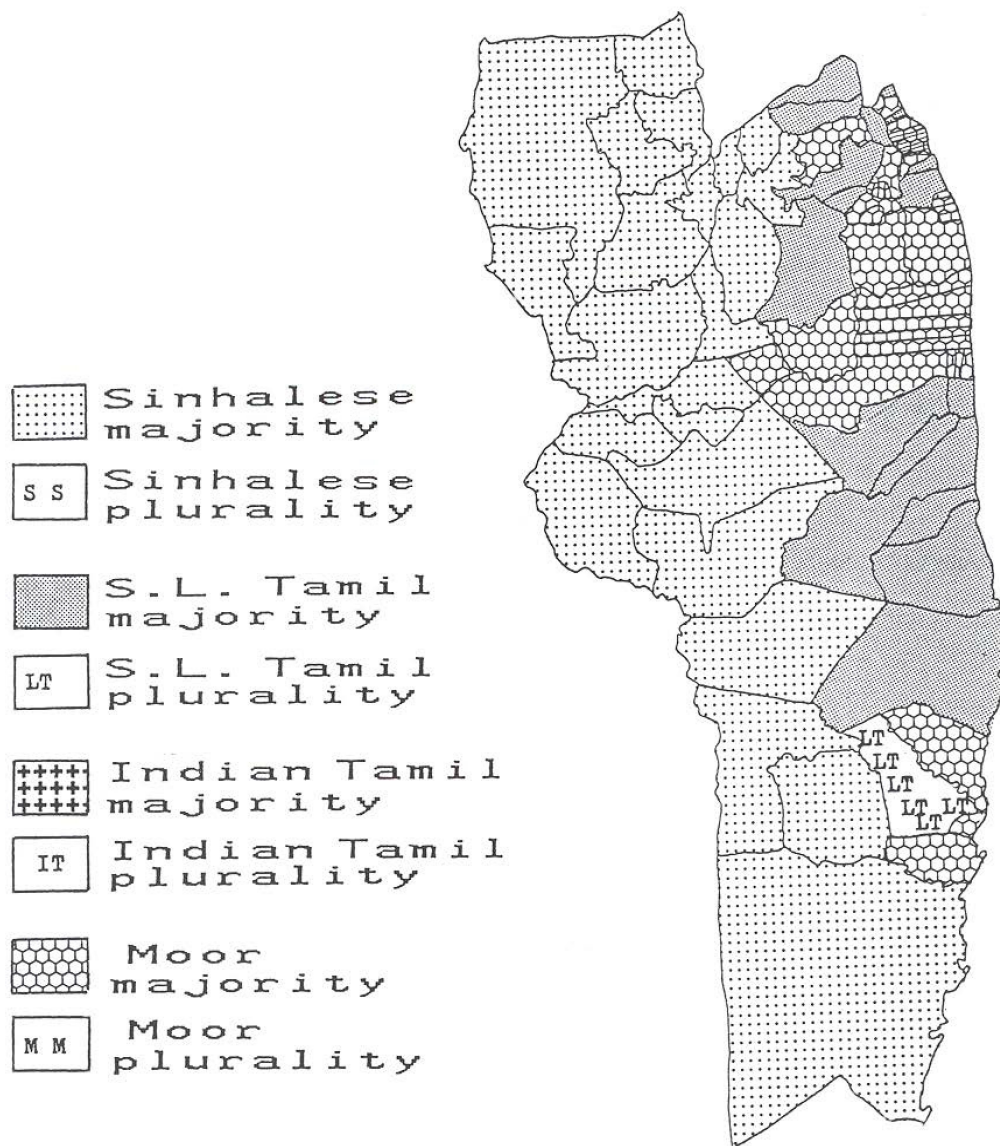 Sinhalese
majority
S S
Sinhalese
plurality
S.L. Tamil
majority
LT
S.L. Tamil
plurality
Indian Tamil
majority
IT
Indian Tamil
plurality
Moor
majority
M M
Moor
plurality
LT
LT
LT
LT LT
LT